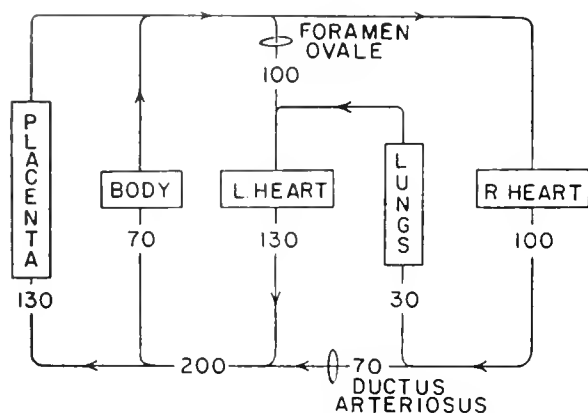 FORAMEN
OVALE
100
PLACENTA
BODY
L. HEART
LUNGS
R. HEART
70
130
100
130
30
200
70
DUCTUS
ARTERIOSUS